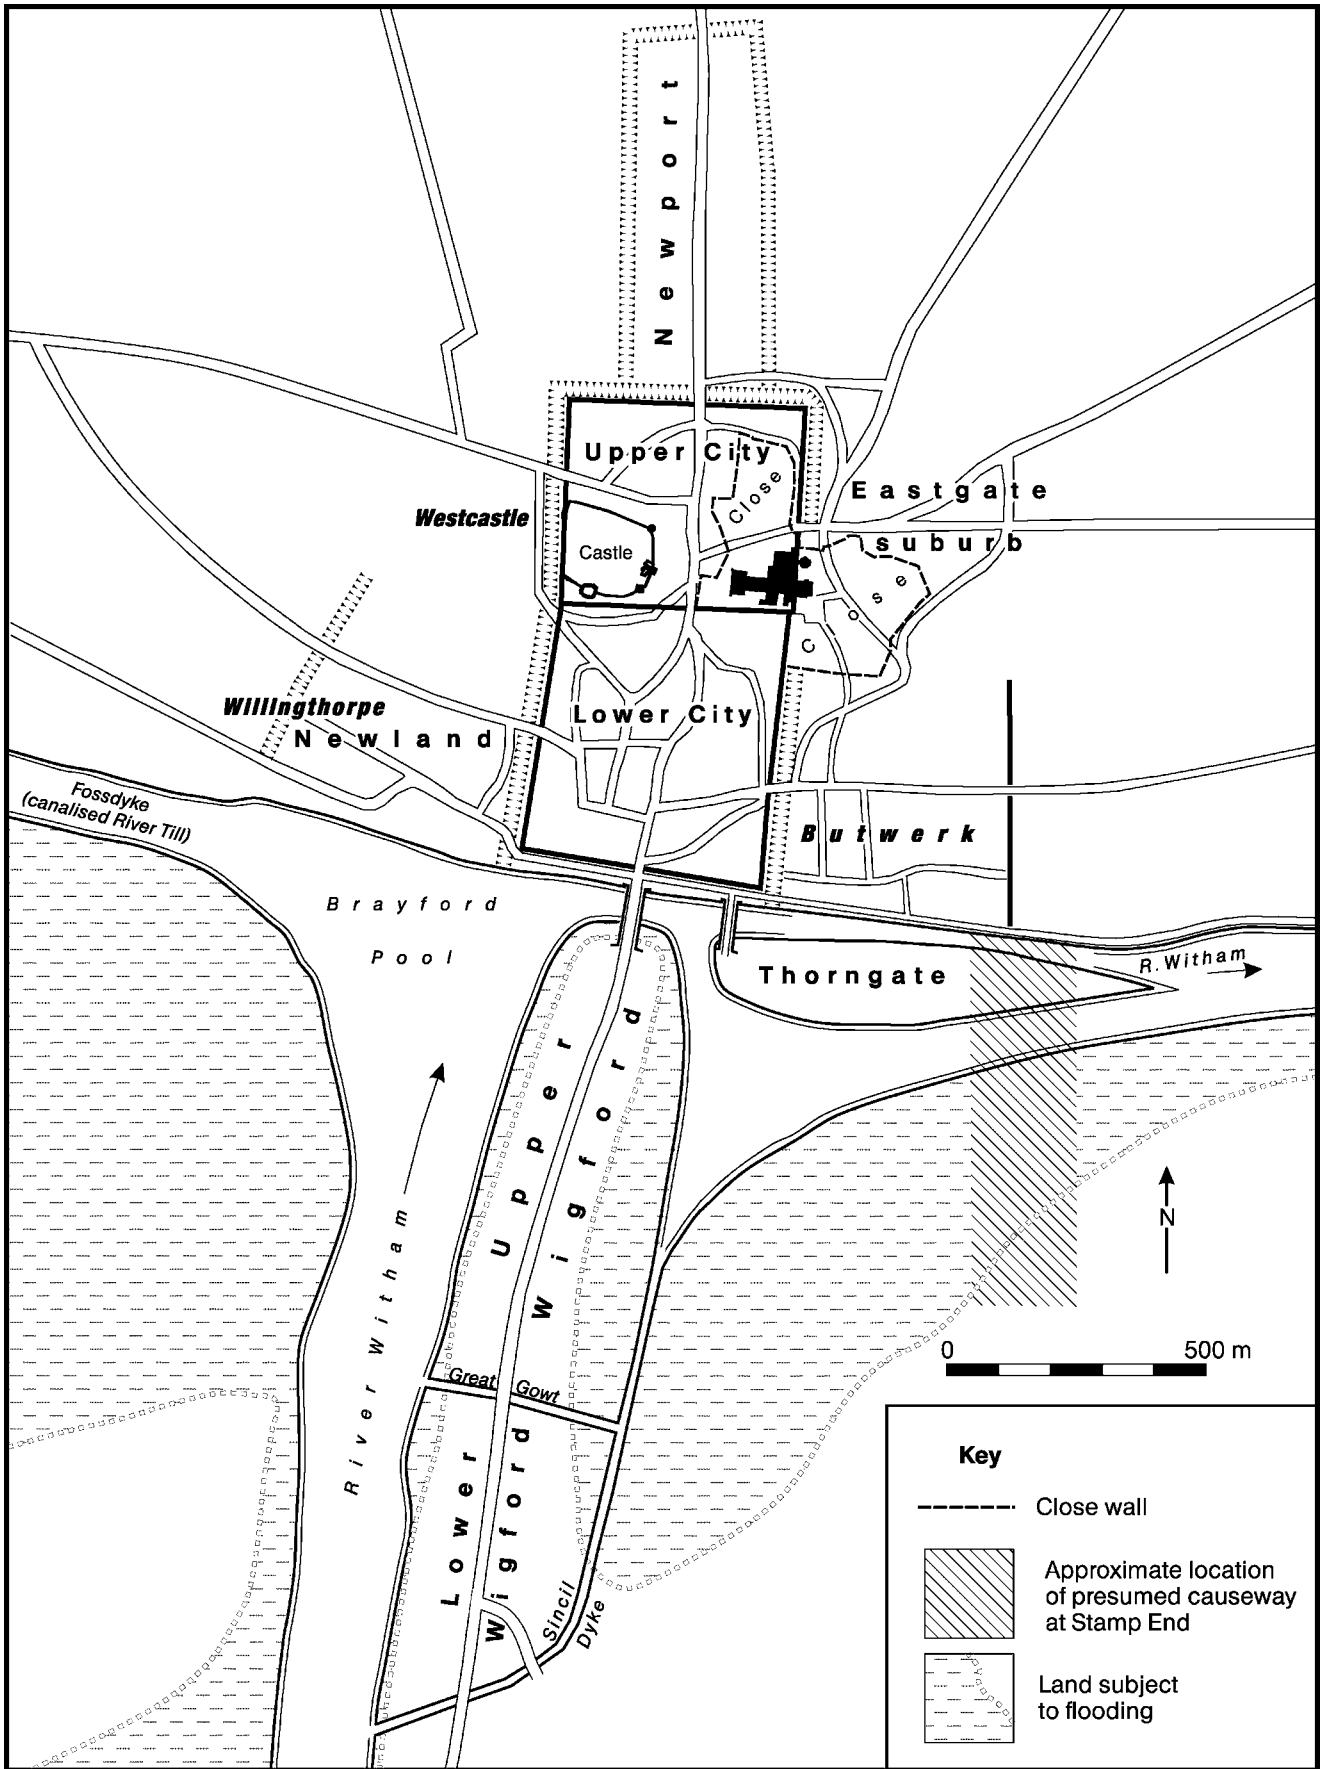 Newport
Upper City
Close
Eastgate
suburb
Westcastle
Castle
Close
Willingthorpe
Newland
Lower City
Fossdyke
(canalised River Till)
Butwerk
Brayford
Pool
Thorngate
R. Witham
Upper
Wigford
River Witham
N
0 500 m
Great Gowt
Lower
Wigford
Sincil
Dyke
Key
Close wall
Approximate location
of presumed causeway
at Stamp End
Land subject
to flooding